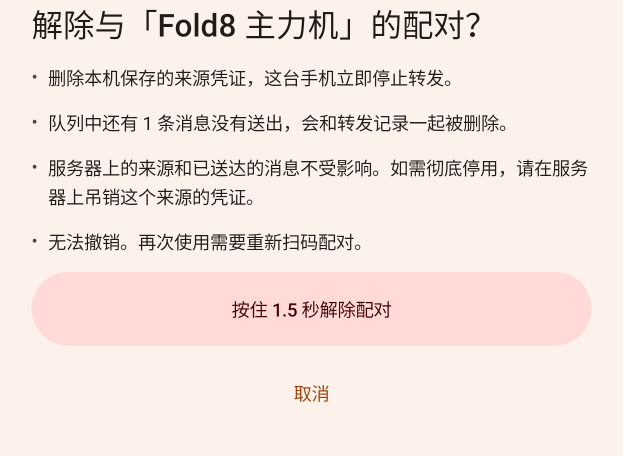 解除与「Fold8 主力机」的配对？
• 删除本机保存的来源凭证，这台手机立即停止转发。
• 队列中还有 1 条消息没有送出，会和转发记录一起被删除。
• 服务器上的来源和已送达的消息不受影响。如需彻底停用，请在服务
器上吊销这个来源的凭证。
• 无法撤销。再次使用需要重新扫码配对。
按住 1.5 秒解除配对
取消